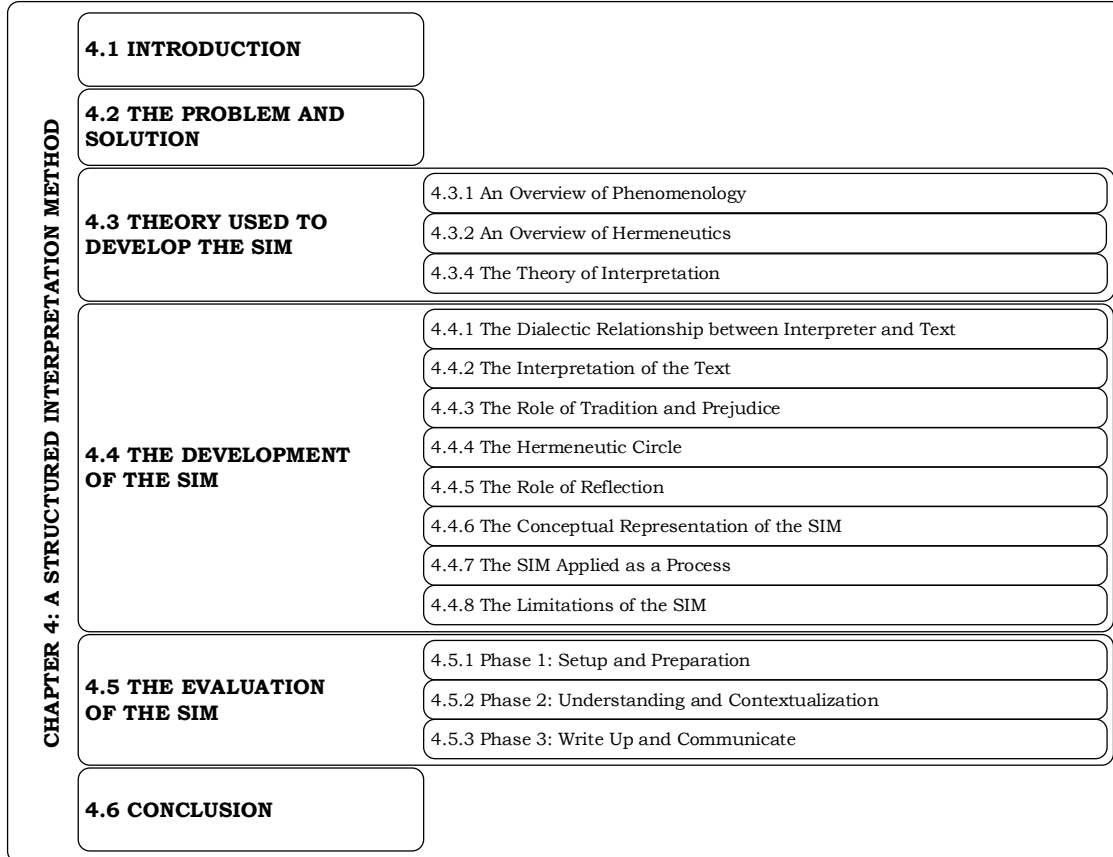 CHAPTER 4: A STRUCTURED INTERPRETATION METHOD
4.1 INTRODUCTION
4.2 THE PROBLEM AND
SOLUTION
4.3 THEORY USED TO
DEVELOP THE SIM
4.3.1 An Overview of Phenomenology
4.3.2 An Overview of Hermeneutics
4.3.4 The Theory of Interpretation
4.4 THE DEVELOPMENT
OF THE SIM
4.4.1 The Dialectic Relationship between Interpreter and Text
4.4.2 The Interpretation of the Text
4.4.3 The Role of Tradition and Prejudice
4.4.4 The Hermeneutic Circle
4.4.5 The Role of Reflection
4.4.6 The Conceptual Representation of the SIM
4.4.7 The SIM Applied as a Process
4.4.8 The Limitations of the SIM
4.5 THE EVALUATION
OF THE SIM
4.5.1 Phase 1: Setup and Preparation
4.5.2 Phase 2: Understanding and Contextualization
4.5.3 Phase 3: Write Up and Communicate
4.6 CONCLUSION